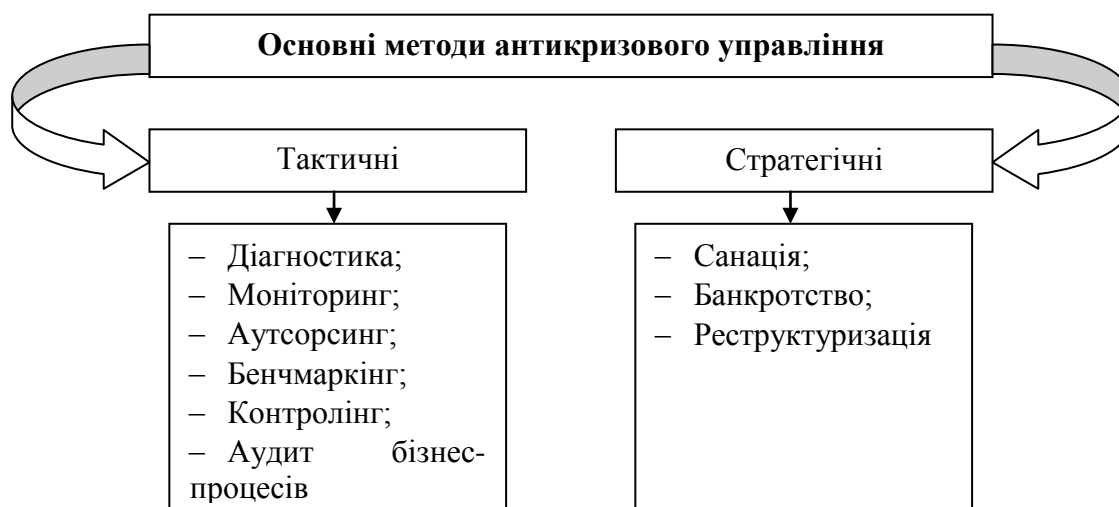 Основні методи антикризового управління
Тактичні
Стратегічні
– Діагностика;
– Моніторинг;
– Аутсорсинг;
– Бенчмаркінг;
– Контролінг;
– Аудит бізнес-
процесів
– Санація;
– Банкротство;
– Реструктуризація